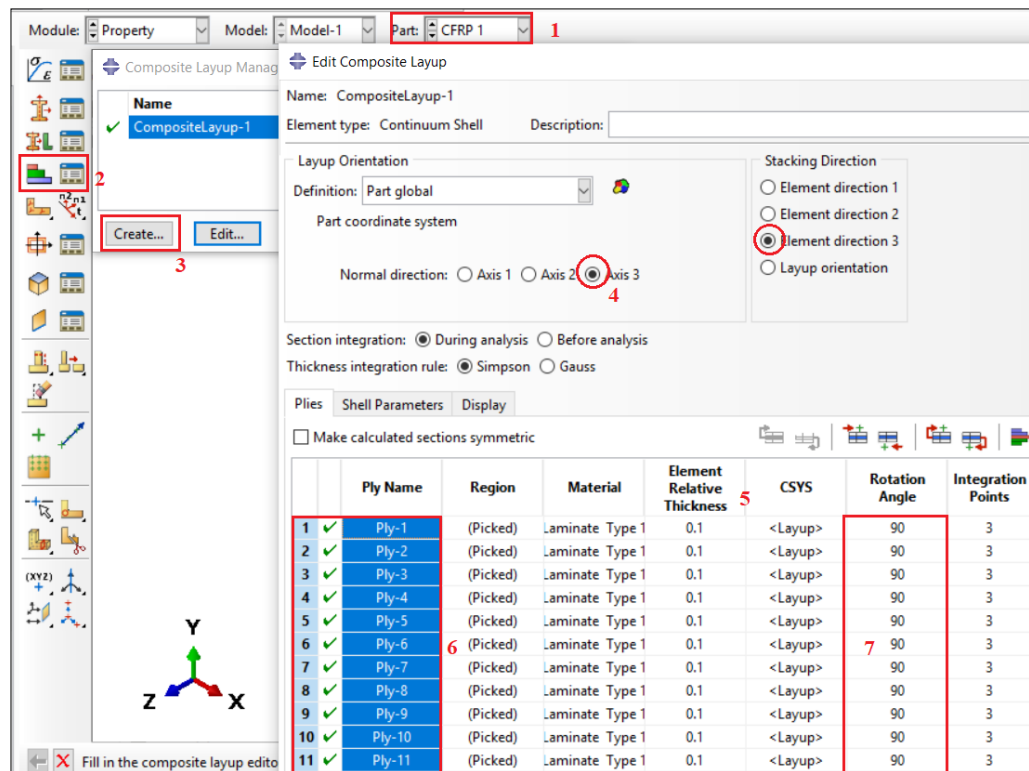 Module: Property Model: Model-1 Part: CFRP 1 1
Composite Layup Manag
Edit Composite Layup
Name
CompositeLayup-1
2
Create... Edit...
3
Name: CompositeLayup-1
Element type: Continuum Shell Description:
Layup Orientation
Definition: Part global
Part coordinate system
Normal direction: Axis 1 Axis 2 Axis 3
4
Stacking Direction
Element direction 1
Element direction 2
Element direction 3
Layup orientation
Section integration: During analysis Before analysis
Thickness integration rule: Simpson Gauss
Plies Shell Parameters Display
Make calculated sections symmetric
Ply Name Region Material Element Relative Thickness 5 CSYS Rotation Angle Integration Points
1 Ply-1 (Picked) Laminate Type 1 0.1 <Layup> 90 3
2 Ply-2 (Picked) Laminate Type 1 0.1 <Layup> 90 3
3 Ply-3 (Picked) Laminate Type 1 0.1 <Layup> 90 3
4 Ply-4 (Picked) Laminate Type 1 0.1 <Layup> 90 3
5 Ply-5 (Picked) Laminate Type 1 0.1 <Layup> 90 3
6 Ply-6 6 (Picked) Laminate Type 1 0.1 <Layup> 7 90 3
7 Ply-7 (Picked) Laminate Type 1 0.1 <Layup> 90 3
8 Ply-8 (Picked) Laminate Type 1 0.1 <Layup> 90 3
9 Ply-9 (Picked) Laminate Type 1 0.1 <Layup> 90 3
10 Ply-10 (Picked) Laminate Type 1 0.1 <Layup> 90 3
11 Ply-11 (Picked) Laminate Type 1 0.1 <Layup> 90 3
σ
ε
n2 n1
t
(XYZ)
Y
Z X
Fill in the composite layup edito